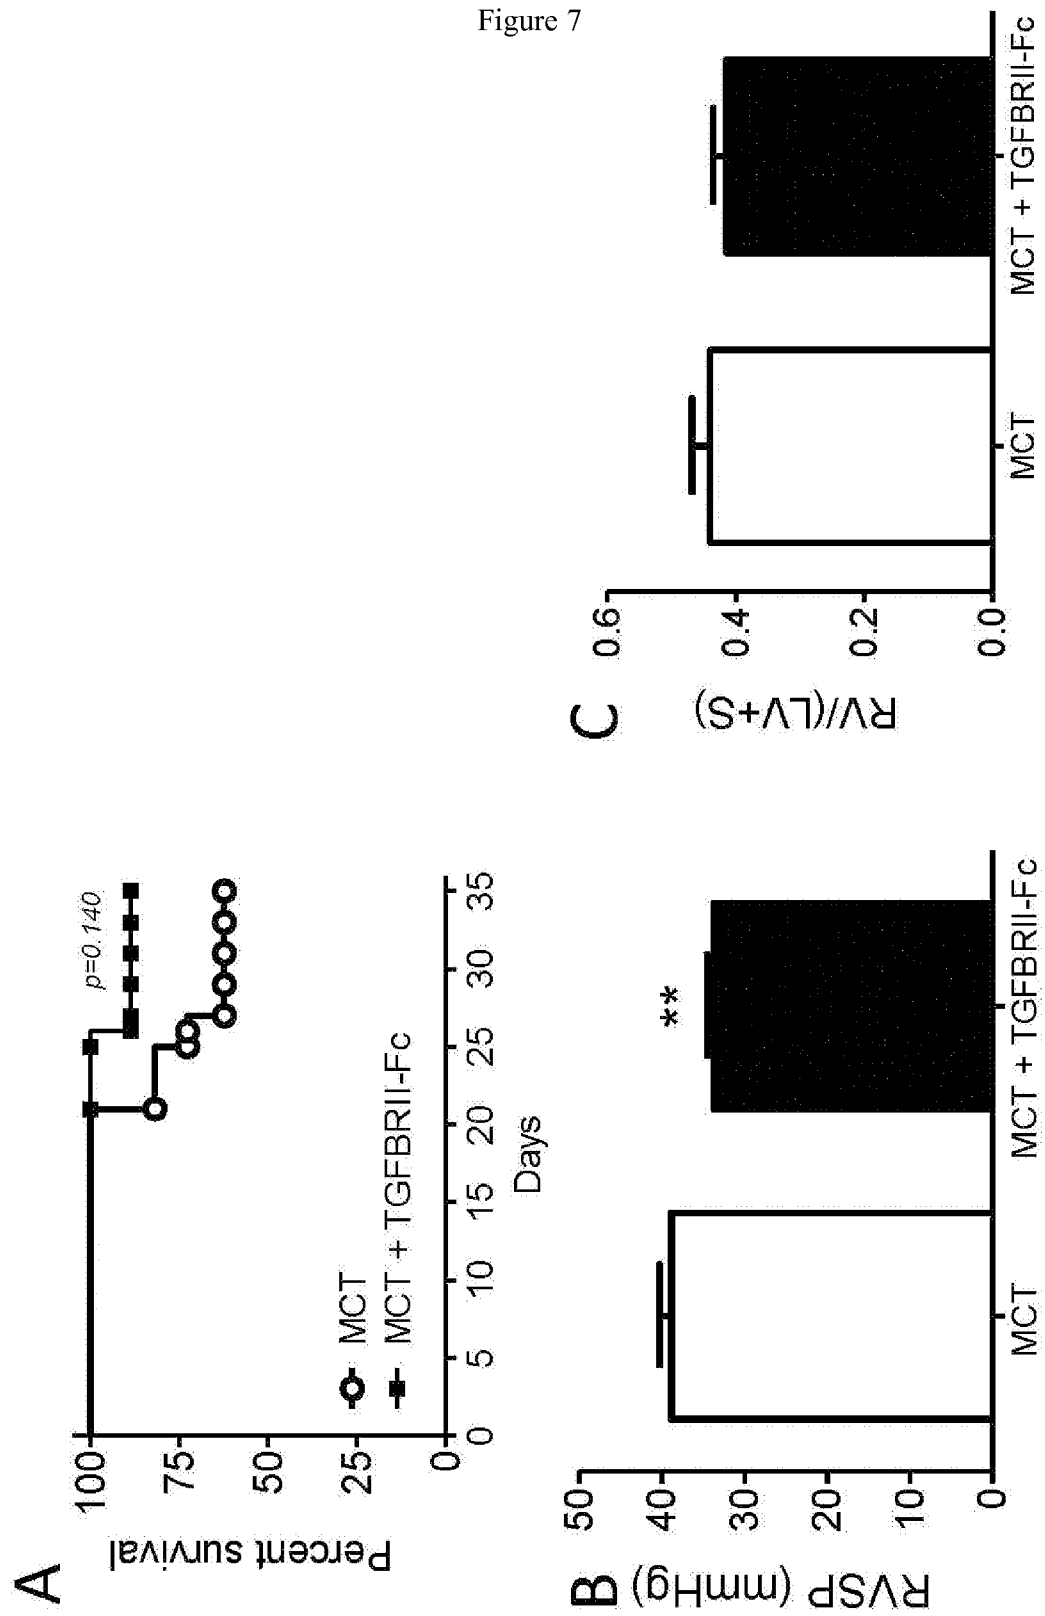 Figure 7
A
Percent survival
100
75
50
25
0
p=0.140
MCT
MCT + TGFBRII-Fc
0 5 10 15 20 25 30 35
Days
B
RVSP (mmHg)
50
40
30
20
10
0
**
MCT MCT + TGFBRII-Fc
C
RV/(LV+S)
0.6
0.4
0.2
0.0
MCT MCT + TGFBRII-Fc